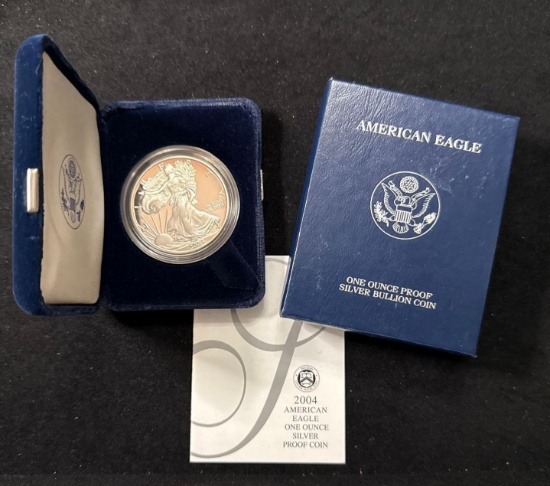 AMERICAN EAGLE
ONE OUNCE PROOF
SILVER BULLION COIN
2004
AMERICAN
EAGLE
ONE OUNCE
SILVER
PROOF COIN